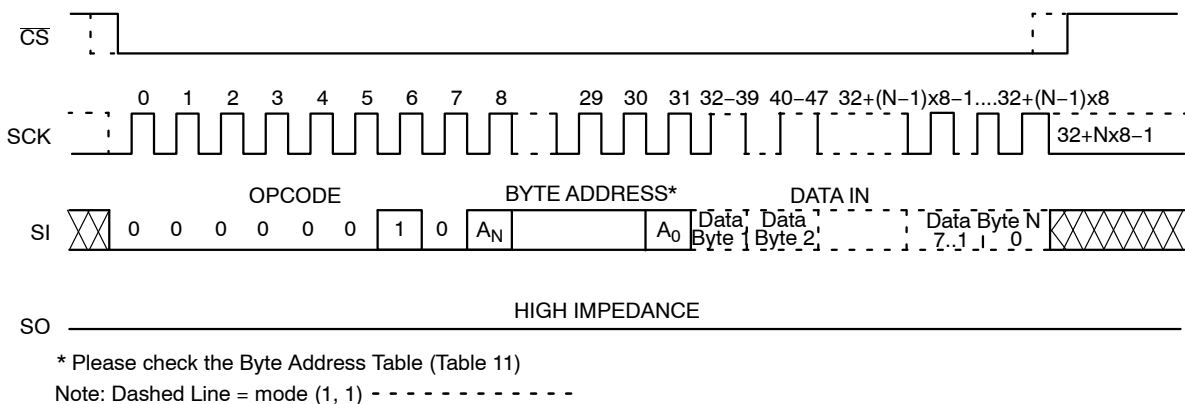 CS
0 1 2 3 4 5 6 7 8 29 30 31 32−39 40−47 32+(N−1)x8−1....32+(N−1)x8
SCK
32+Nx8−1
OPCODE BYTE ADDRESS* DATA IN
SI
0 0 0 0 0 0 1 0 AN A0 Data Byte 1 Data Byte 2 Data Byte N
7..1 0
HIGH IMPEDANCE
SO
* Please check the Byte Address Table (Table 11)
Note: Dashed Line = mode (1, 1)